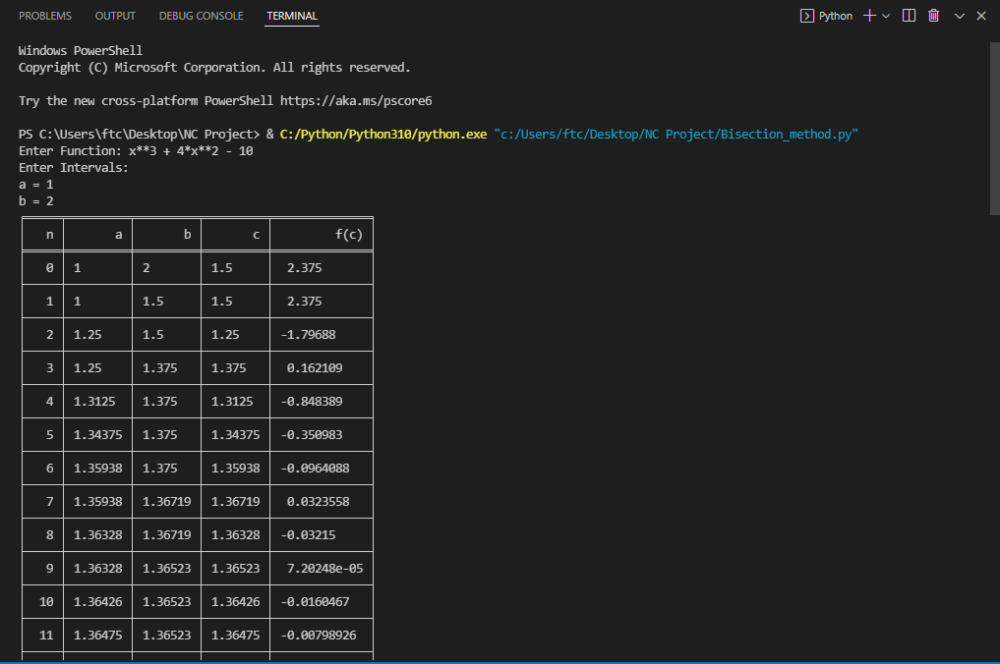 PROBLEMS OUTPUT DEBUG CONSOLE TERMINAL Python
Windows PowerShell
Copyright (C) Microsoft Corporation. All rights reserved.
Try the new cross-platform PowerShell https://aka.ms/pscore6
PS C:\Users\ftc\Desktop\NC Project> & C:/Python/Python310/python.exe "c:/Users/ftc/Desktop/NC Project/Bisection_method.py"
Enter Function: x**3 + 4*x**2 - 10
Enter Intervals:
a = 1
b = 2
n a b c f(c)
0 1 2 1.5 2.375
1 1 1.5 1.5 2.375
2 1.25 1.5 1.25 -1.79688
3 1.25 1.375 1.375 0.162109
4 1.3125 1.375 1.3125 -0.848389
5 1.34375 1.375 1.34375 -0.350983
6 1.35938 1.375 1.35938 -0.0964088
7 1.35938 1.36719 1.36719 0.0323558
8 1.36328 1.36719 1.36328 -0.03215
9 1.36328 1.36523 1.36523 7.20248e-05
10 1.36426 1.36523 1.36426 -0.0160467
11 1.36475 1.36523 1.36475 -0.00798926